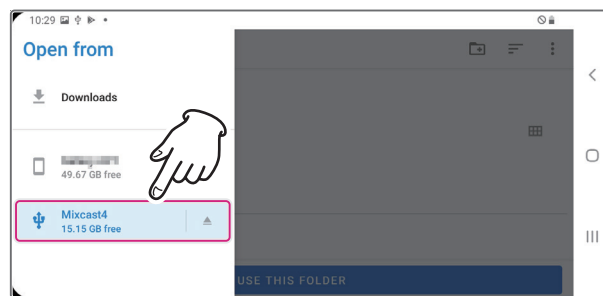 10:29
Open from
Downloads
49.67 GB free
Mixcast4
15.15 GB free
USE THIS FOLDER